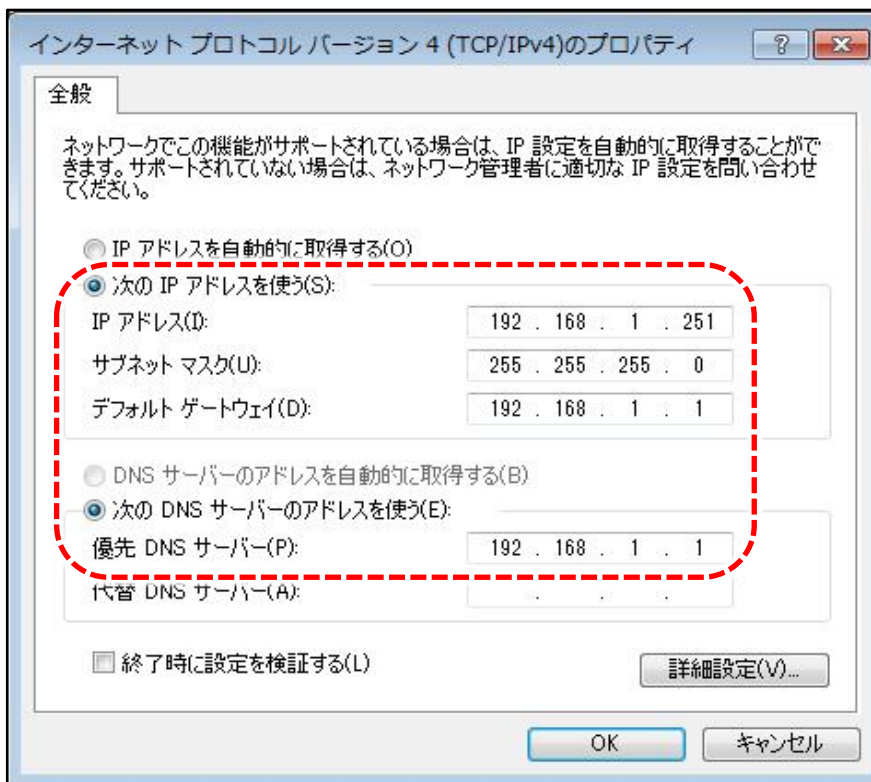 インターネット プロトコル バージョン 4 (TCP/IPv4)のプロパティ
全般
ネットワークでこの機能がサポートされている場合は、IP 設定を自動的に取得することがで
きます。サポートされていない場合は、ネットワーク管理者に適切な IP 設定を問い合わせ
てください。
IP アドレスを自動的に取得する(O)
次の IP アドレスを使う(S):
IP アドレス(I): 192 . 168 . 1 . 251
サブネット マスク(U): 255 . 255 . 255 . 0
デフォルト ゲートウェイ(D): 192 . 168 . 1 . 1
DNS サーバーのアドレスを自動的に取得する(B)
次の DNS サーバーのアドレスを使う(E):
優先 DNS サーバー(P): 192 . 168 . 1 . 1
代替 DNS サーバー(A): . . .
終了時に設定を検証する(L)
詳細設定(V)...
OK キャンセル